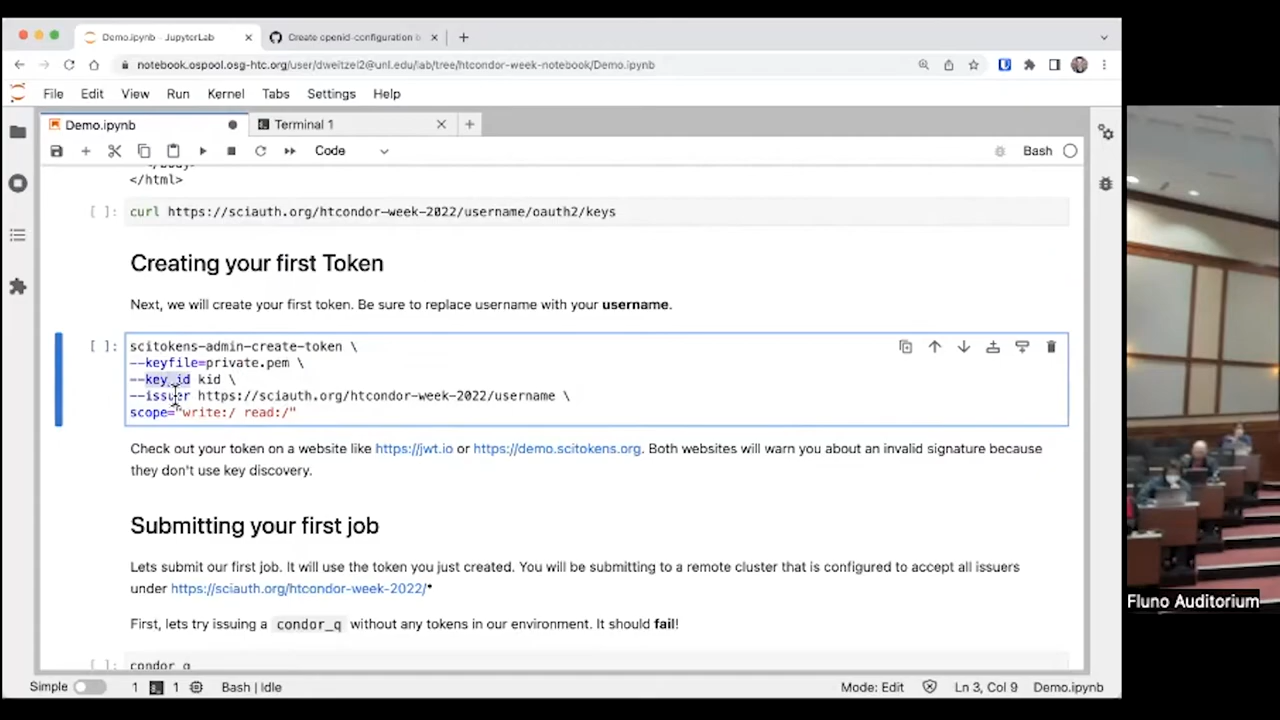 Demo.ipynb - JupyterLab
Create openid-configuration b
notebook.ospool.osg-htc.org/user/dweitzel2@unl.edu/lab/tree/htcondor-week-notebook/Demo.ipynb
File Edit View Run Kernel Tabs Settings Help
Demo.ipynb
Terminal 1
Code
Bash
</html>
[ ]: curl https://sciauth.org/htcondor-week-2022/username/oauth2/keys
Creating your first Token
Next, we will create your first token. Be sure to replace username with your username.
[ ]: scitokens-admin-create-token \
--keyfile=private.pem \
--key_id kid \
--issuer https://sciauth.org/htcondor-week-2022/username \
scope="write:/ read:/"
Check out your token on a website like https://jwt.io or https://demo.scitokens.org. Both websites will warn you about an invalid signature because
they don't use key discovery.
Submitting your first job
Lets submit our first job. It will use the token you just created. You will be submitting to a remote cluster that is configured to accept all issuers
under https://sciauth.org/htcondor-week-2022/*
First, lets try issuing a condor_q without any tokens in our environment. It should fail!
[ ]: condor_q
Simple 1 1 Bash | Idle Mode: Edit Ln 3, Col 9 Demo.ipynb
Fluno Auditorium